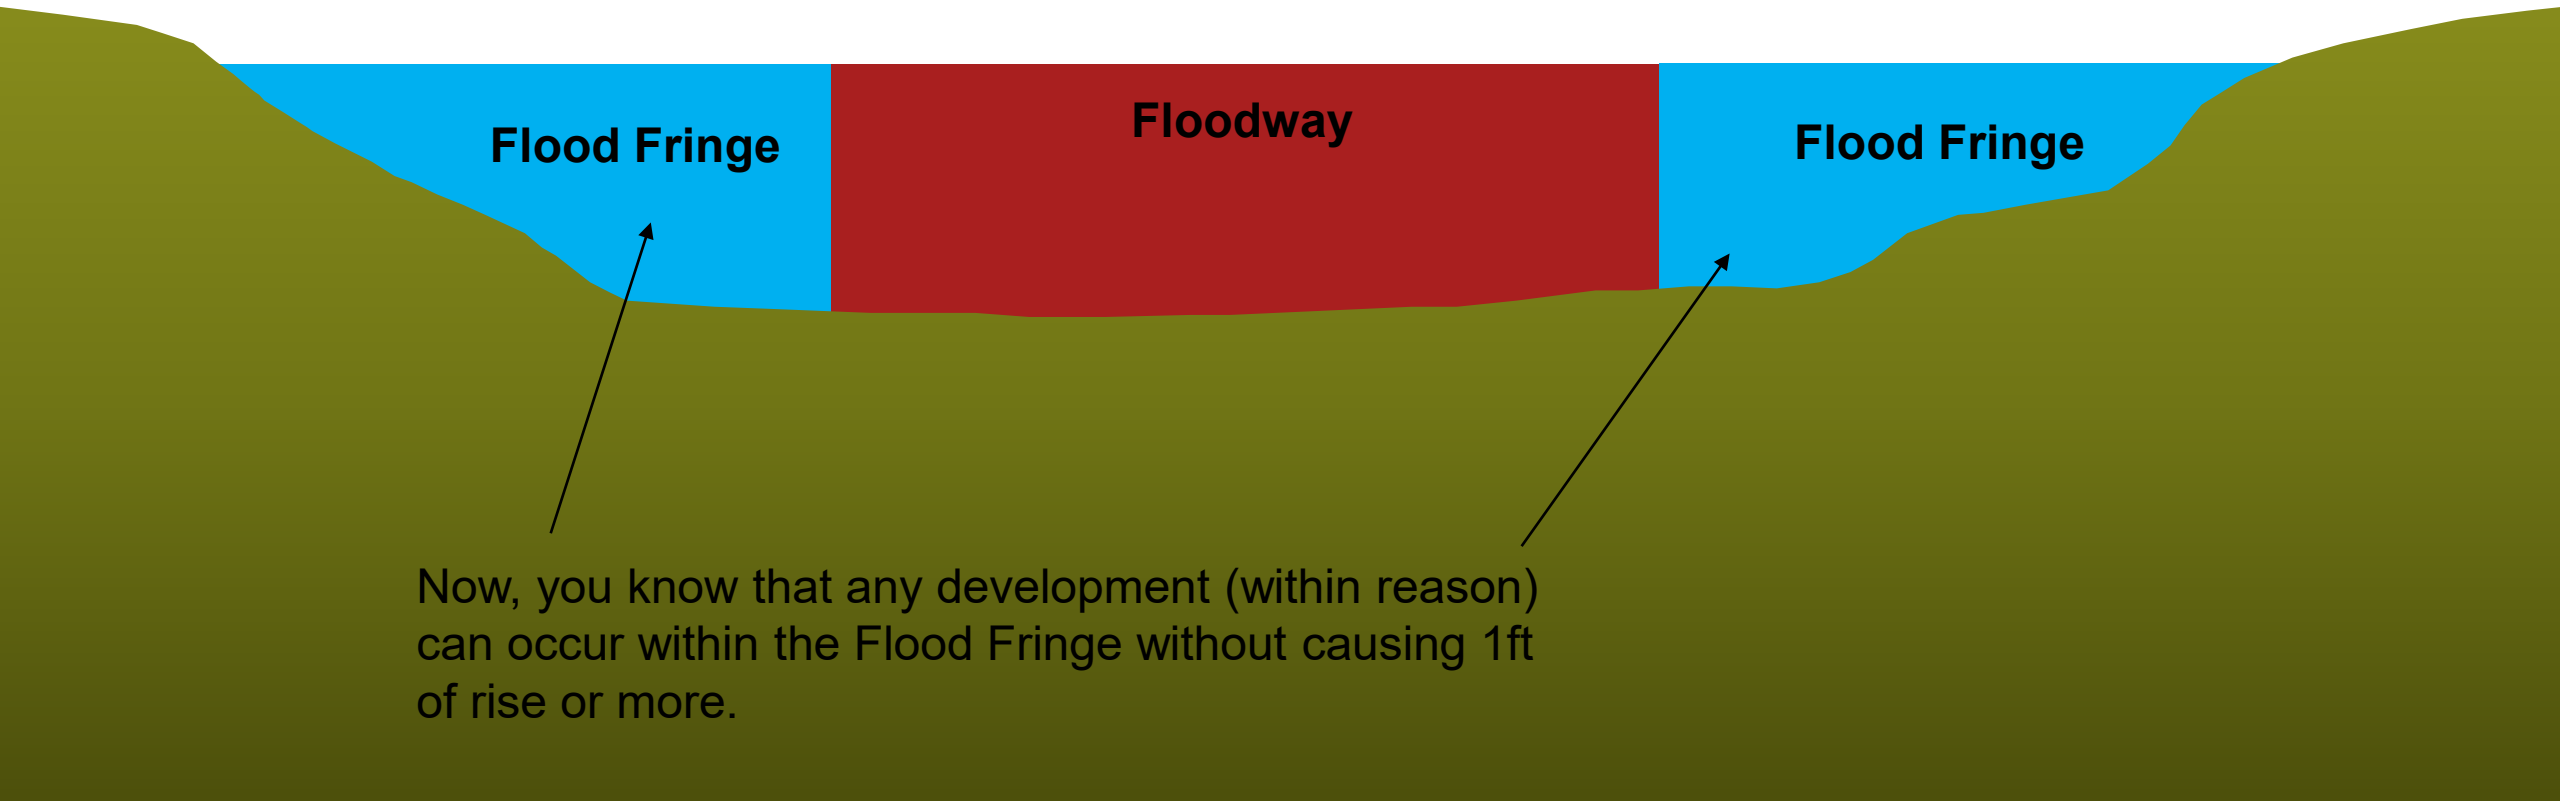 Floodway
Flood Fringe
Flood Fringe
Now, you know that any development (within reason)
can occur within the Flood Fringe without causing 1ft
of rise or more.